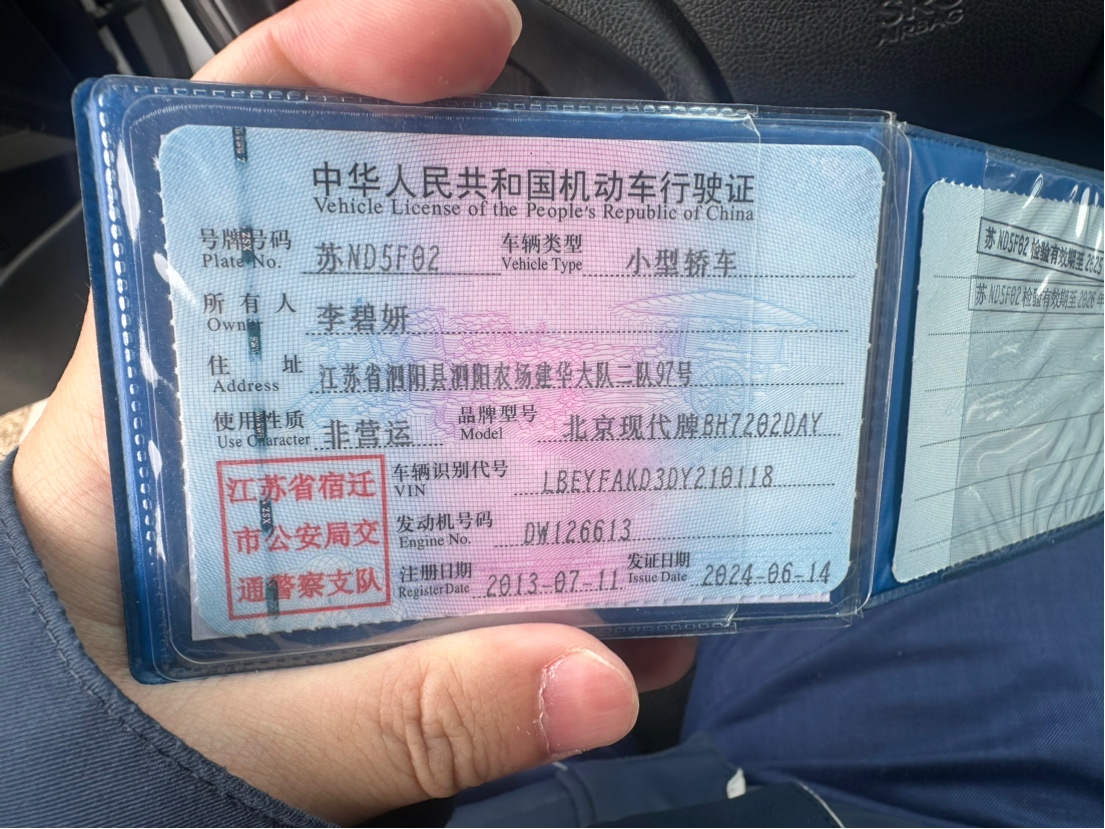 SRS
AIRBAG
中华人民共和国机动车行驶证
Vehicle License of the People's Republic of China
号牌号码 苏ND5F02 车辆类型 小型轿车
Plate No. Vehicle Type
所有人 李碧妍
Owner
住址 江苏省泗阳县泗阳农场建华大队二队97号
Address
使用性质 非营运 品牌型号 北京现代牌BH7202DAY
Use Character Model
江苏省宿迁
市公安局交
通警察支队
车辆识别代号 LBEYFAKD3DY210118
VIN
发动机号码 DW126613
Engine No.
注册日期 2013-07-11 发证日期 2024-06-14
Register Date Issue Date
苏ND5F02 检验有效期至 2025
苏ND5F02 检验有效期至 2026 年